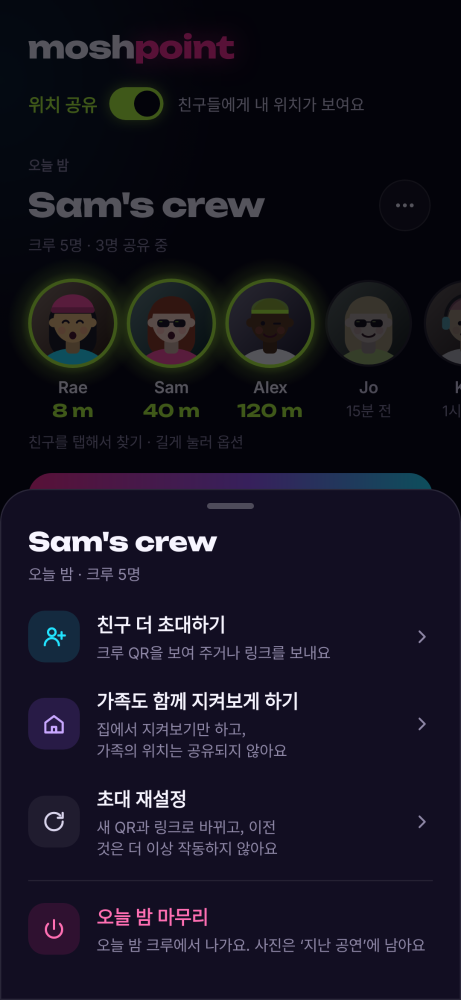 moshpoint
위치 공유
친구들에게 내 위치가 보여요
오늘 밤
Sam's crew
크루 5명 · 3명 공유 중
Rae
Sam
Alex
Jo
8 m
40 m
120 m
15분 전
친구를 탭해서 찾기 · 길게 눌러 옵션
Sam's crew
오늘 밤 · 크루 5명
친구 더 초대하기
크루 QR을 보여 주거나 링크를 보내요
가족도 함께 지켜보게 하기
집에서 지켜보기만 하고,
가족의 위치는 공유되지 않아요
초대 재설정
새 QR과 링크로 바뀌고, 이전
것은 더 이상 작동하지 않아요
오늘 밤 마무리
오늘 밤 크루에서 나가요. 사진은 ‘지난 공연’에 남아요